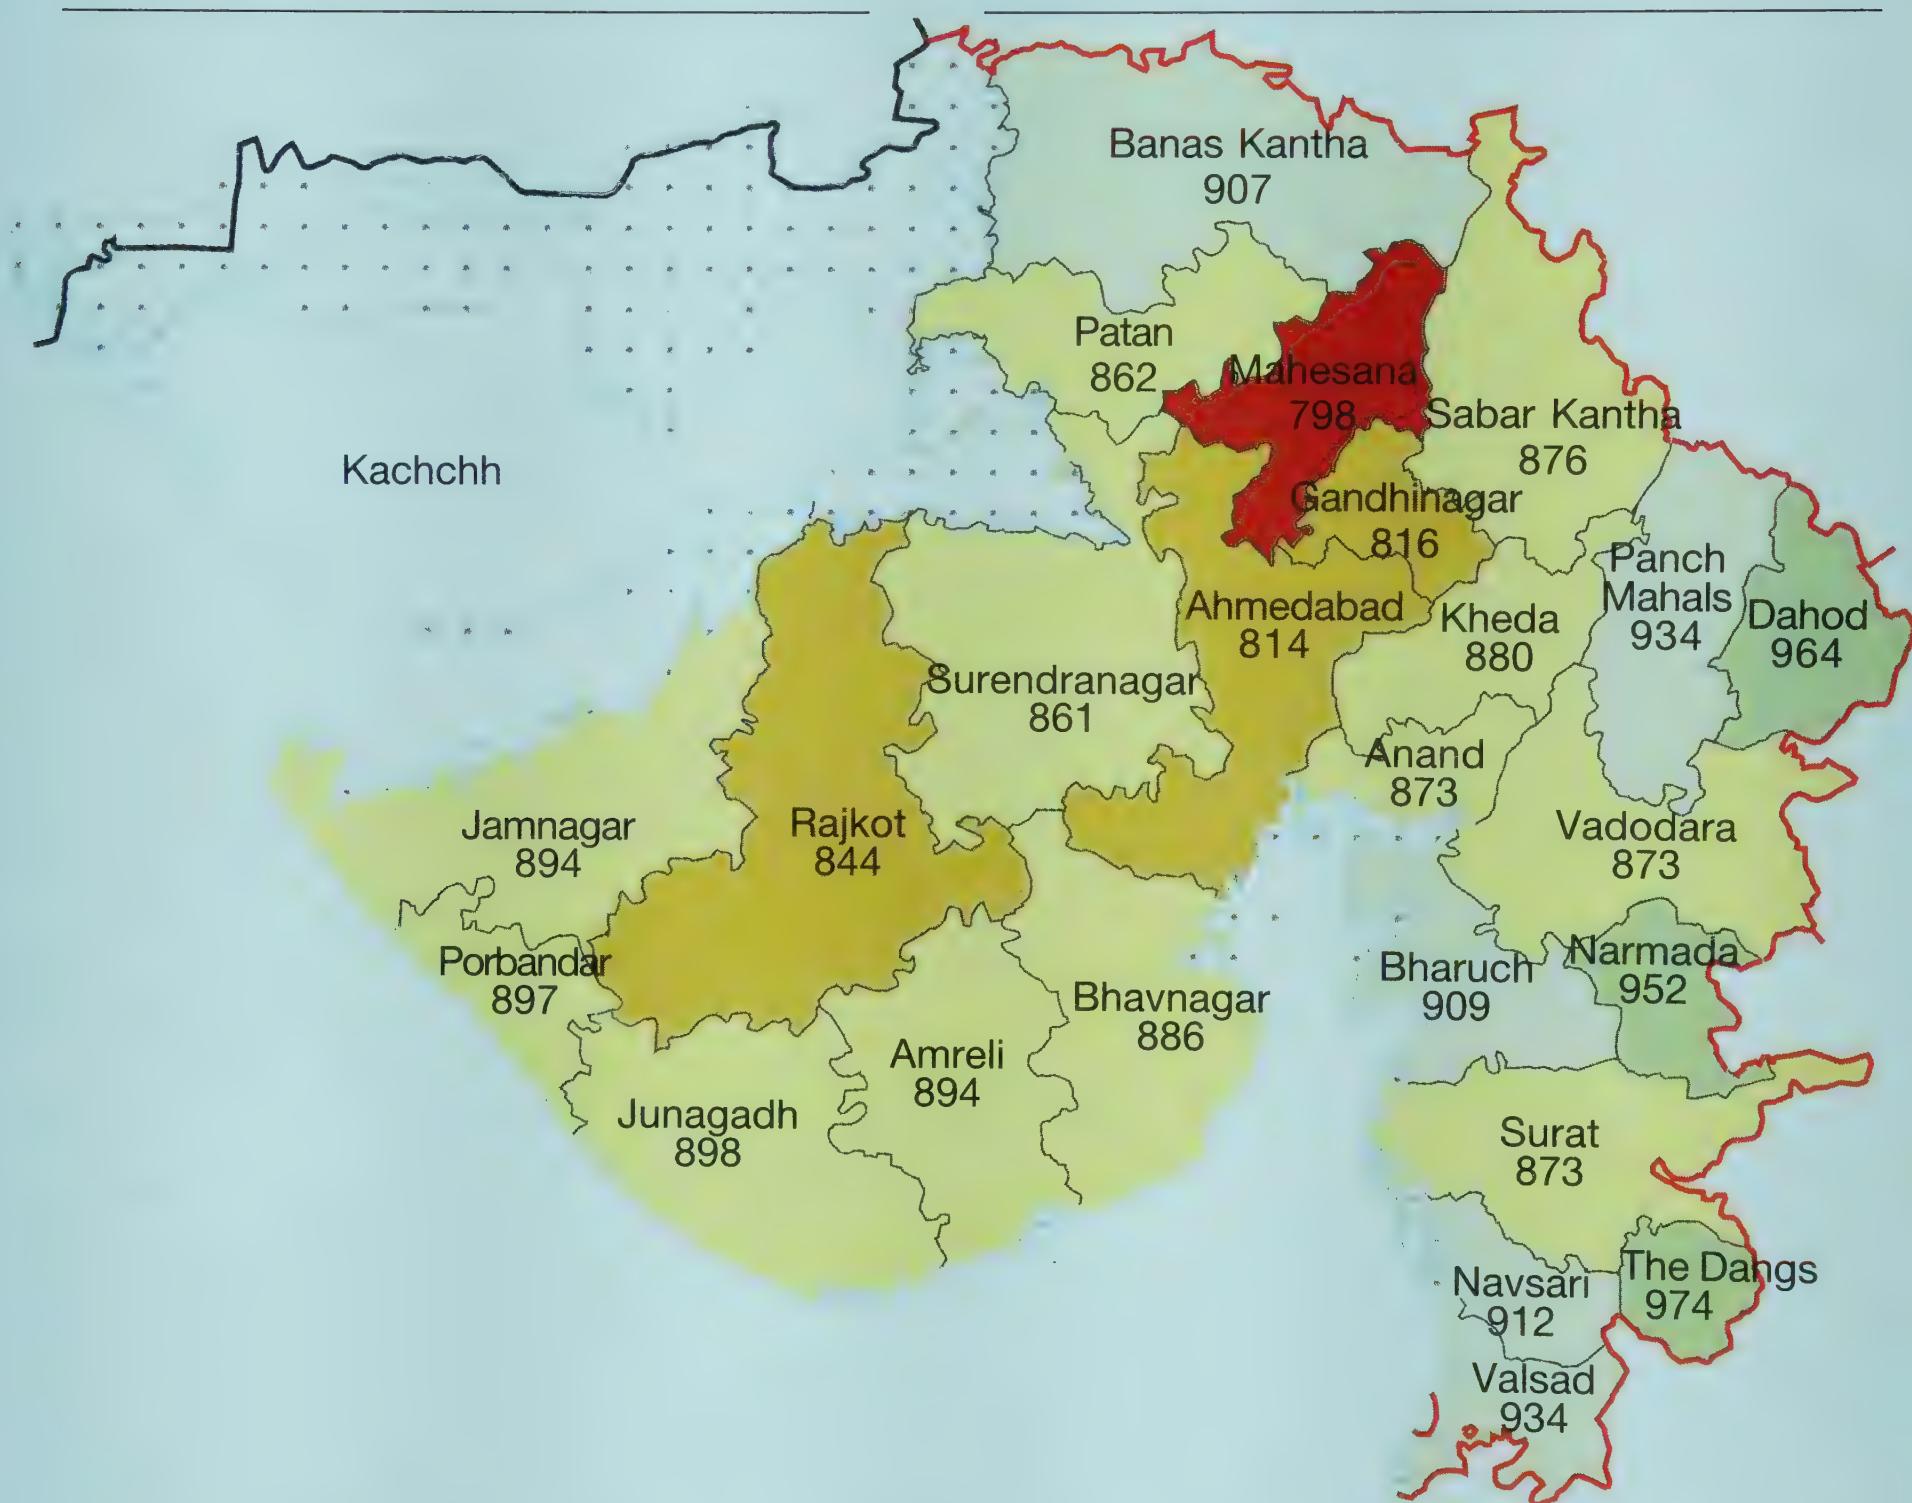 Banas Kantha
907
Patan
862
Mahesana
798
Sabar Kantha
876
Kachchh
Gandhinagar
816
Panch
Mahals
934
Dahod
964
Ahmedabad
814
Kheda
880
Surendranagar
861
Anand
873
Jamnagar
894
Rajkot
844
Vadodara
873
Porbandar
897
Narmada
952
Bharuch
909
Bhavnagar
886
Amreli
894
Junagadh
898
Surat
873
The Dangs
974
Navsari
912
Valsad
934